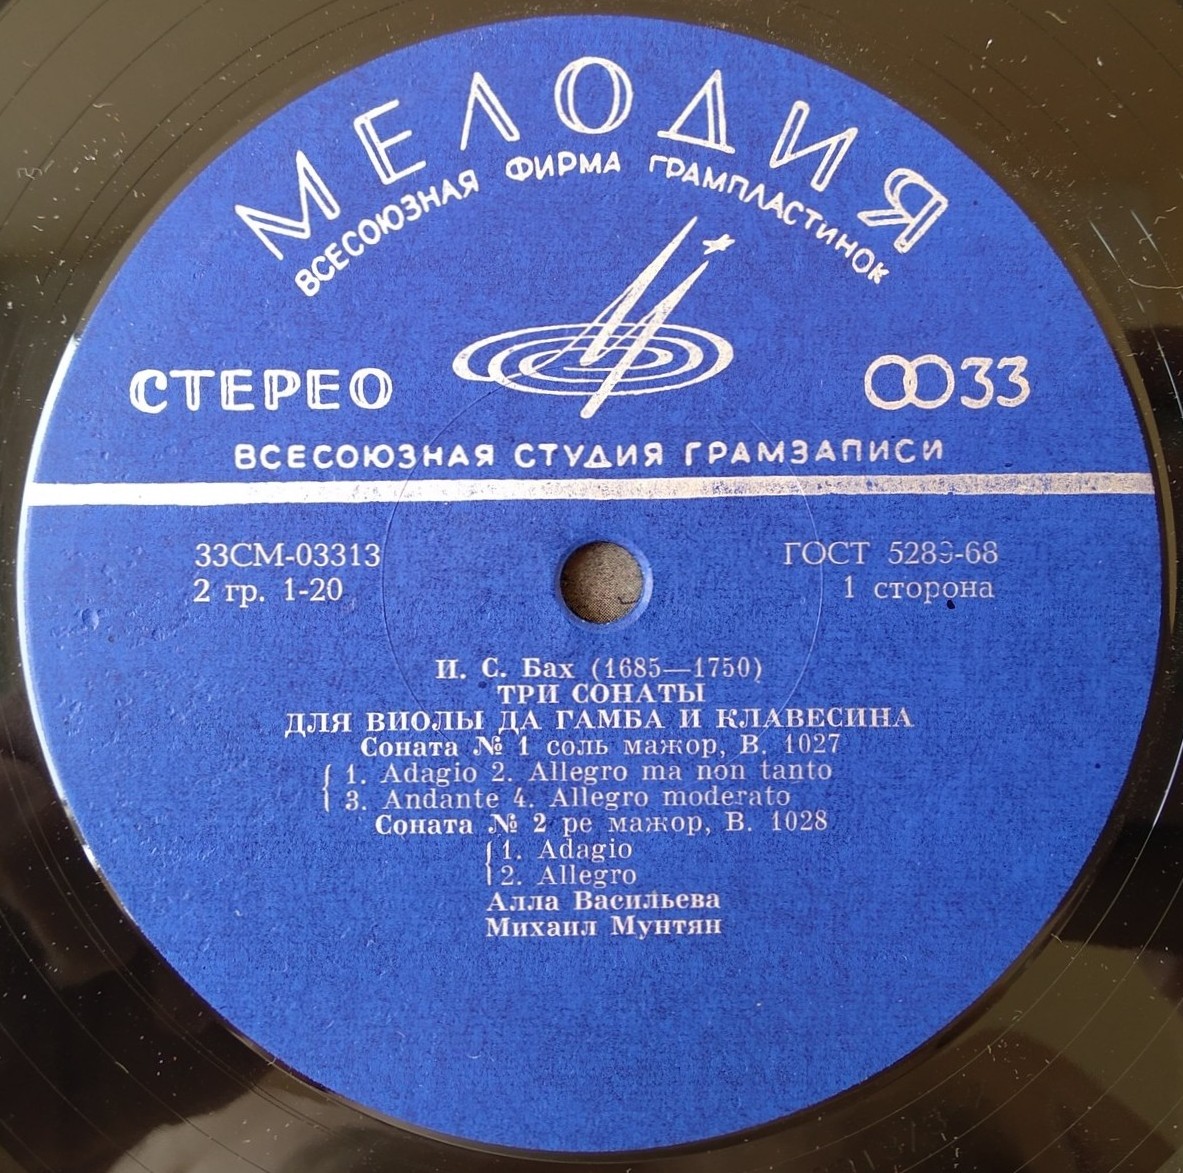 МЕЛОДИЯ
ВСЕСОЮЗНАЯ ФИРМА ГРАМПЛАСТИНОК
СТЕРЕО
33
ВСЕСОЮЗНАЯ СТУДИЯ ГРАМЗАПИСИ
33СМ-03313
ГОСТ 5289-68
2 гр. 1-20
1 сторона
И. С. Бах (1685—1750)
ТРИ СОНАТЫ
ДЛЯ ВИОЛЫ ДА ГАМБА И КЛАВЕСИНА
Соната № 1 соль мажор, В. 1027
1. Adagio 2. Allegro ma non tanto
3. Andante 4. Allegro moderato
Соната № 2 ре мажор, В. 1028
1. Adagio
2. Allegro
Алла Васильева
Михаил Мунтян